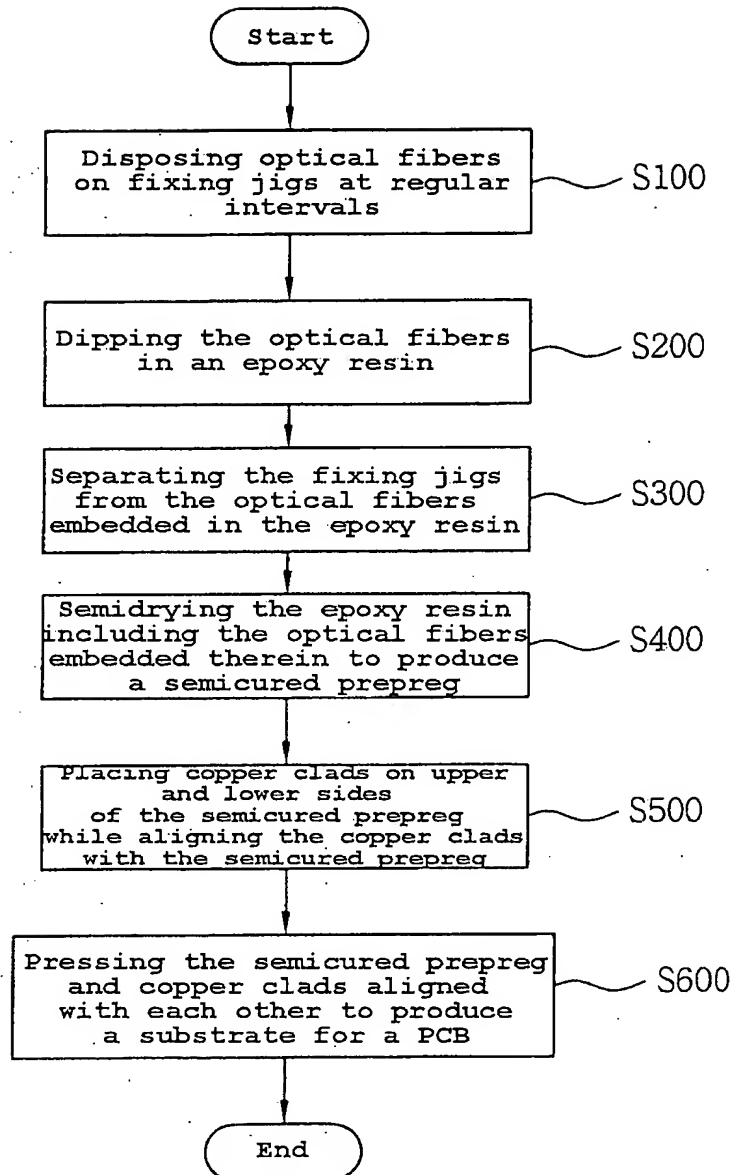 Start
Disposing optical fibers
on fixing jigs at regular
intervals
S100
Dipping the optical fibers
in an epoxy resin
S200
Separating the fixing jigs
from the optical fibers
embedded in the epoxy resin
S300
Semidrying the epoxy resin
including the optical fibers
embedded therein to produce
a semicured prepreg
S400
Placing copper clads on upper
and lower sides
of the semicured prepreg
while aligning the copper clads
with the semicured prepreg
S500
Pressing the semicured prepreg
and copper clads aligned
with each other to produce
a substrate for a PCB
S600
End